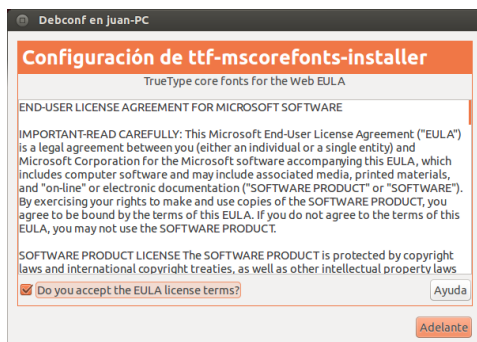 Debconf en juan-PC
Configuración de ttf-mscorefonts-installer
TrueType core fonts for the Web EULA
END-USER LICENSE AGREEMENT FOR MICROSOFT SOFTWARE
IMPORTANT-READ CAREFULLY: This Microsoft End-User License Agreement ("EULA")
is a legal agreement between you (either an individual or a single entity) and
Microsoft Corporation for the Microsoft software accompanying this EULA, which
includes computer software and may include associated media, printed materials,
and "on-line" or electronic documentation ("SOFTWARE PRODUCT" or "SOFTWARE").
By exercising your rights to make and use copies of the SOFTWARE PRODUCT, you
agree to be bound by the terms of this EULA. If you do not agree to the terms of this
EULA, you may not use the SOFTWARE PRODUCT.
SOFTWARE PRODUCT LICENSE The SOFTWARE PRODUCT is protected by copyright
laws and international copyright treaties, as well as other intellectual property laws
Do you accept the EULA license terms?
Ayuda
Adelante